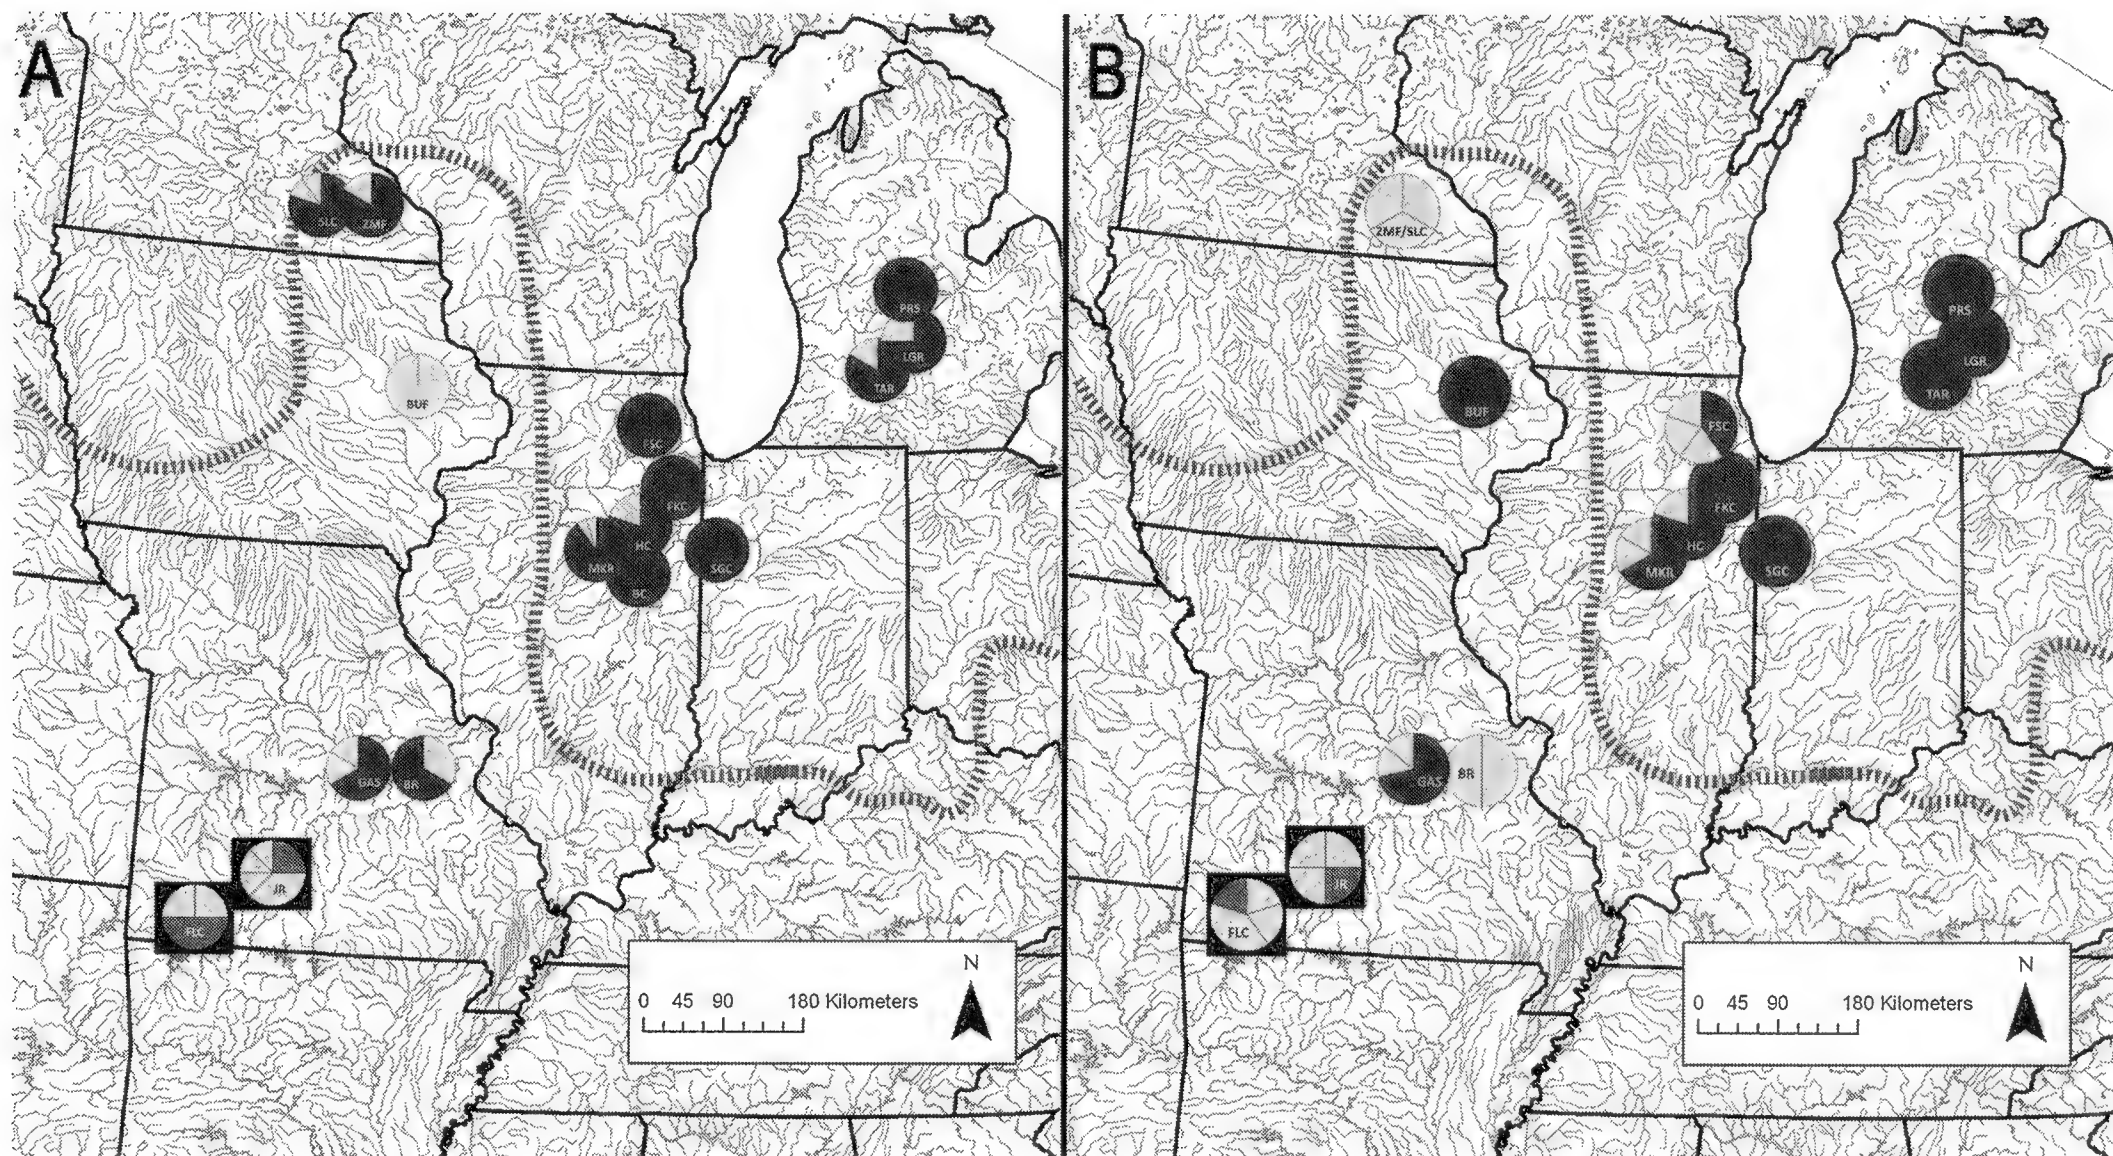 A
SLC
2MF
PRS
LGR
TAR
BUF
FSC
FKC
HC
MKR
SGC
BC
GAS
BR
JR
FLC
N
0 45 90 180 Kilometers
B
2MF/SLC
PRS
LGR
TAR
BUF
FSC
FKC
HC
MKR
SGC
GAS
BR
JR
FLC
N
0 45 90 180 Kilometers